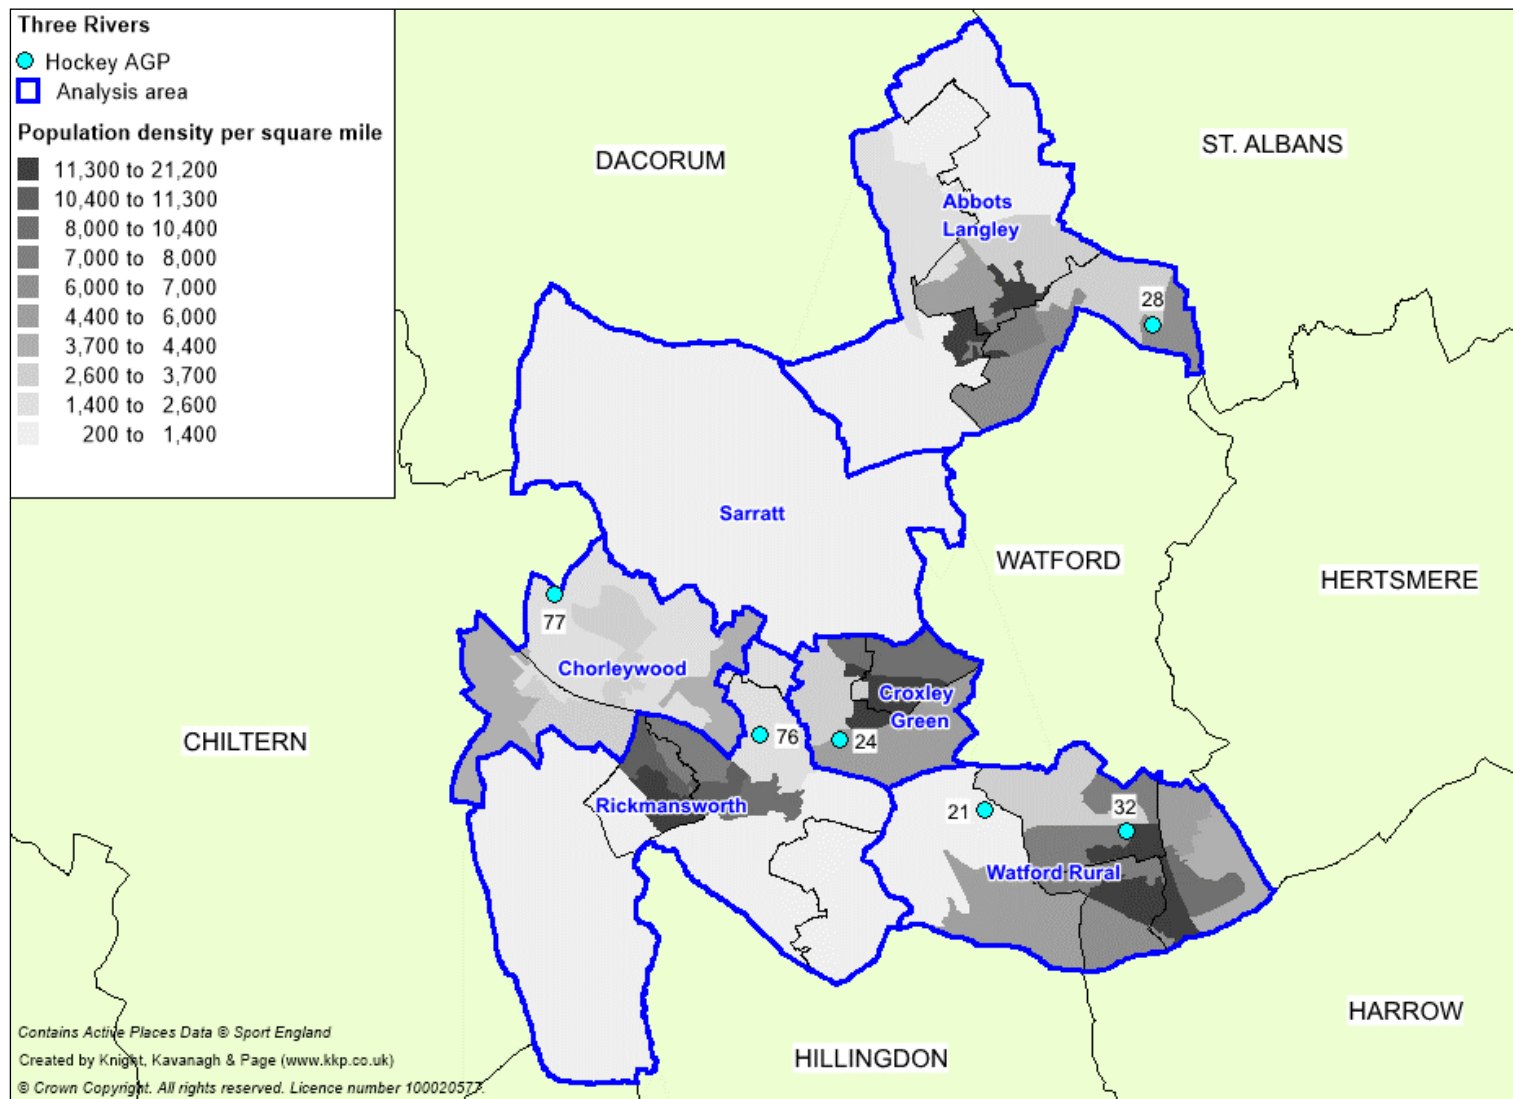 Three Rivers
Hockey AGP
Analysis area
Population density per square mile
11,300 to 21,200
10,400 to 11,300
8,000 to 10,400
7,000 to 8,000
6,000 to 7,000
4,400 to 6,000
3,700 to 4,400
2,600 to 3,700
1,400 to 2,600
200 to 1,400
DACORUM
ST. ALBANS
Abbots
Langley
28
Sarratt
WATFORD
HERTSMERE
77
Chorleywood
Croxley
Green
CHILTERN
76
24
Rickmansworth
21
32
Watford Rural
HARROW
HILLINGDON
Contains Active Places Data © Sport England
Created by Knight, Kavanagh & Page (www.kkp.co.uk)
© Crown Copyright. All rights reserved. Licence number 100020577.